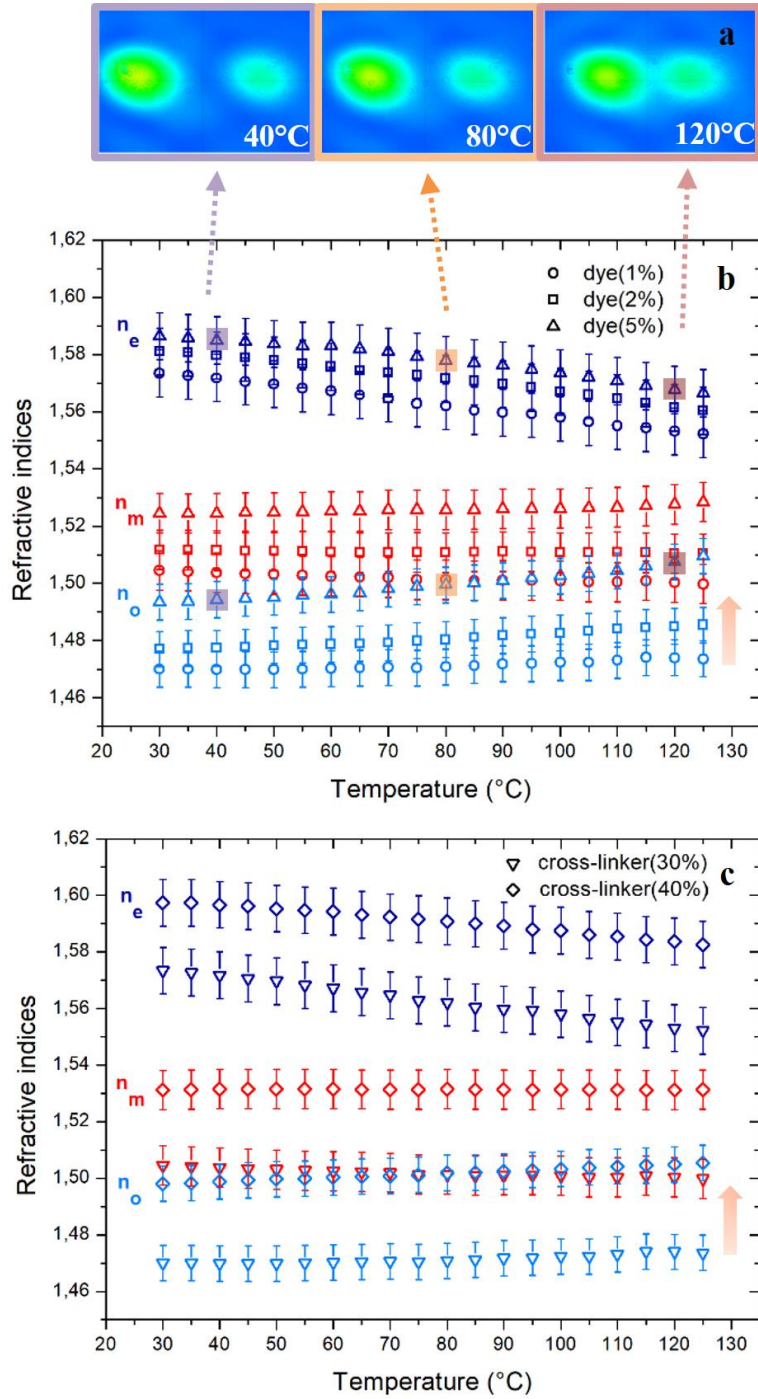 a
40°C
80°C
120°C
b
1,62
1,60
1,58
1,56
1,54
1,52
1,50
1,48
1,46
Refractive indices
n e
n m
n o
dye(1%)
dye(2%)
dye(5%)
20 30 40 50 60 70 80 90 100 110 120 130
Temperature (°C)
c
1,62
1,60
1,58
1,56
1,54
1,52
1,50
1,48
1,46
Refractive indices
n e
n m
n o
cross-linker(30%)
cross-linker(40%)
20 30 40 50 60 70 80 90 100 110 120 130
Temperature (°C)